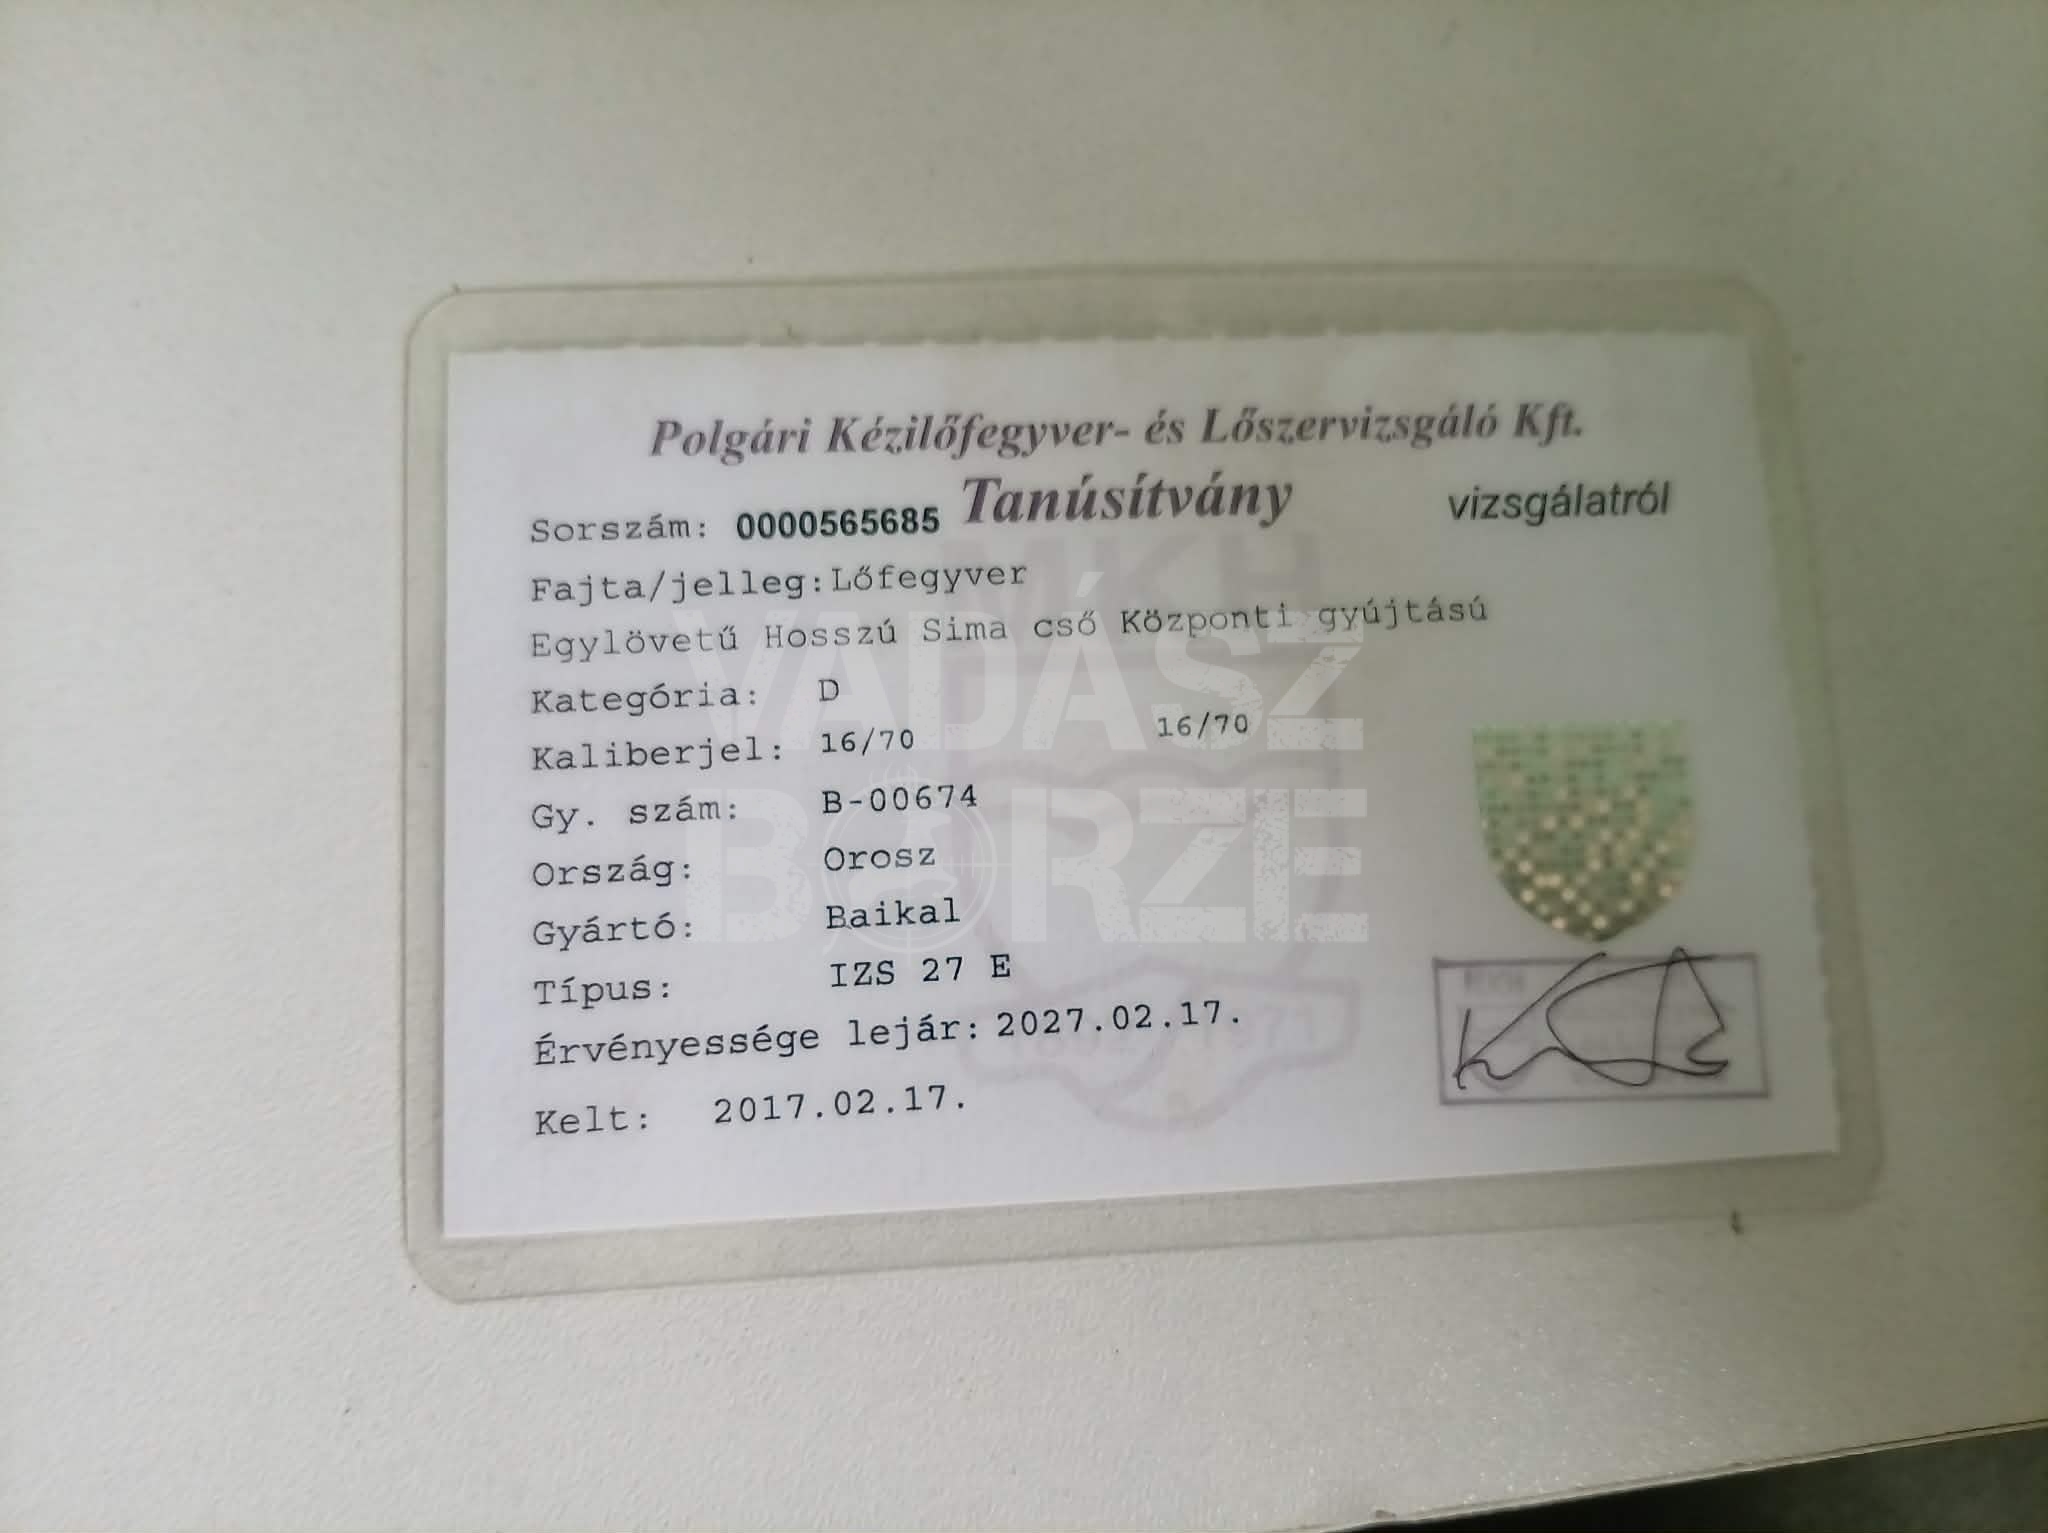 Polgári Kézilőfegyver- és Lőszervizsgáló Kft.
Sorszám: 0000565685 Tanúsítvány vizsgálatról
Fajta/jelleg:Lőfegyver
Egylövetű Hosszú Sima cső Központi gyújtású
Kategória: D
Kaliberjel: 16/70 16/70
Gy. szám: B-00674
Ország: Orosz
Gyártó: Baikal
Típus: IZS 27 E
Érvényessége lejár: 2027.02.17.
Kelt: 2017.02.17.
MKH
VADÁSZ
BÖRZE